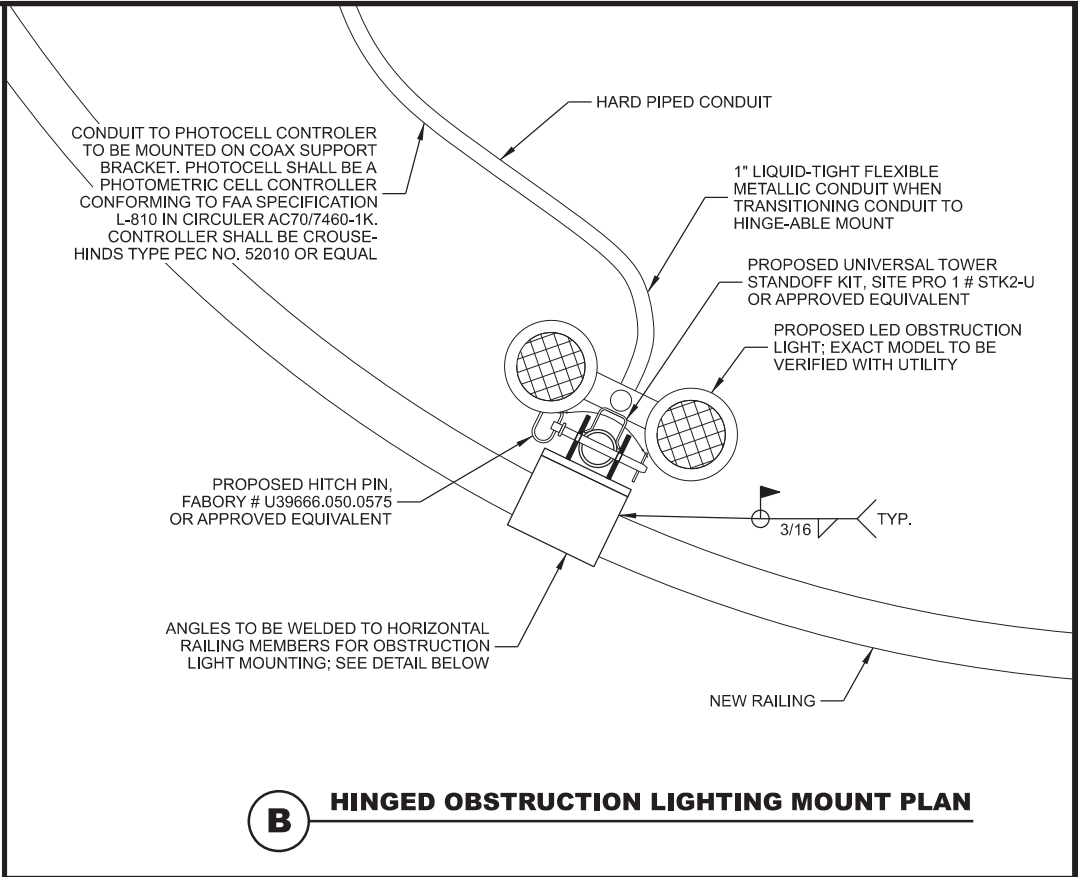 HARD PIPED CONDUIT
CONDUIT TO PHOTOCELL CONTROLER
TO BE MOUNTED ON COAX SUPPORT
BRACKET. PHOTOCELL SHALL BE A
PHOTOMETRIC CELL CONTROLLER
CONFORMING TO FAA SPECIFICATION
L-810 IN CIRCULER AC70/7460-1K.
CONTROLLER SHALL BE CROUSE-
HINDS TYPE PEC NO. 52010 OR EQUAL
1" LIQUID-TIGHT FLEXIBLE
METALLIC CONDUIT WHEN
TRANSITIONING CONDUIT TO
HINGE-ABLE MOUNT
PROPOSED UNIVERSAL TOWER
STANDOFF KIT, SITE PRO 1 # STK2-U
OR APPROVED EQUIVALENT
PROPOSED LED OBSTRUCTION
LIGHT; EXACT MODEL TO BE
VERIFIED WITH UTILITY
PROPOSED HITCH PIN,
FABORY # U39666.050.0575
OR APPROVED EQUIVALENT
3/16
TYP.
ANGLES TO BE WELDED TO HORIZONTAL
RAILING MEMBERS FOR OBSTRUCTION
LIGHT MOUNTING; SEE DETAIL BELOW
NEW RAILING
B
HINGED OBSTRUCTION LIGHTING MOUNT PLAN